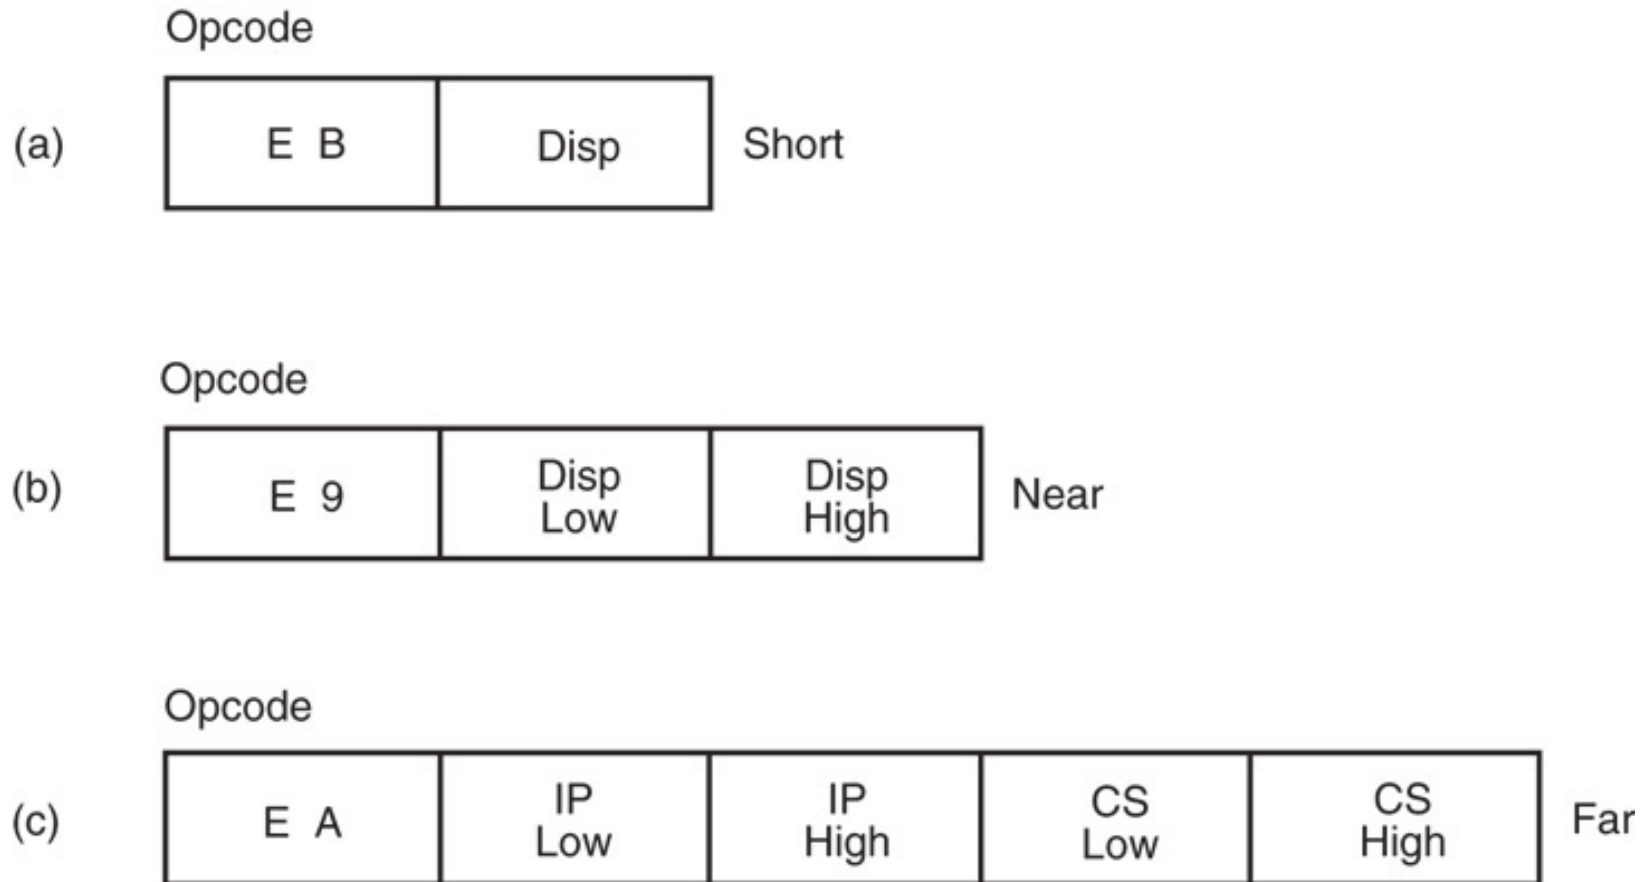 Opcode
(a) E B Disp Short
Opcode
(b) E 9 Disp Low Disp High Near
Opcode
(c) E A IP Low IP High CS Low CS High Far